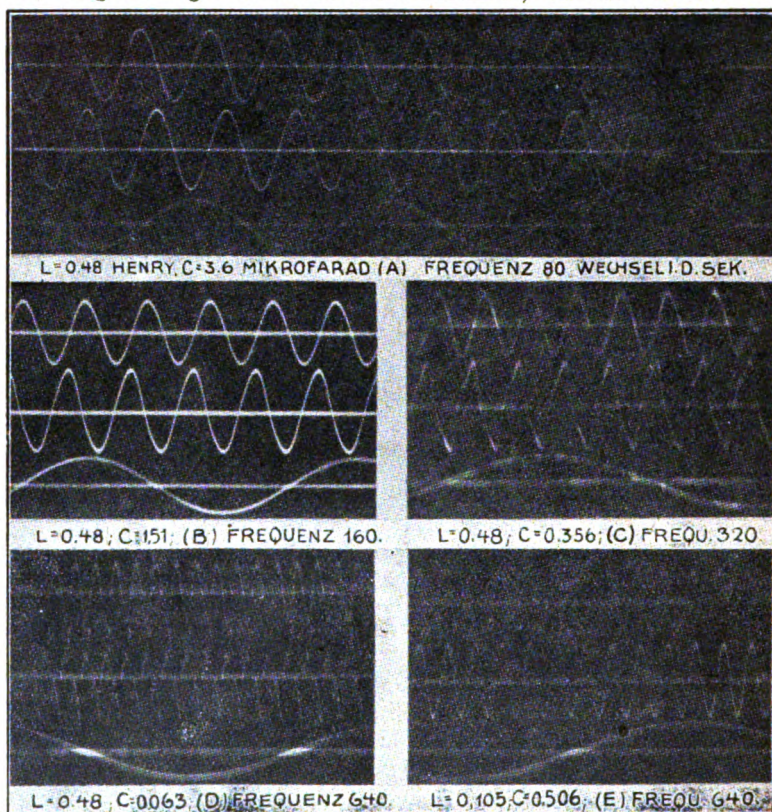 L=0.48 HENRY, C=3.6 MIKROFARAD (A) FREQUENZ 80 WECHSEL I. D. SEK.
L=0.48; C=1.51; (B) FREQUENZ 160.
L=0.48; C=0.356; (C) FREQU. 320.
L=0.48; C=0.063; (D) FREQUENZ 640.
L=0,105, C=0.506, (E) FREQU. 640.